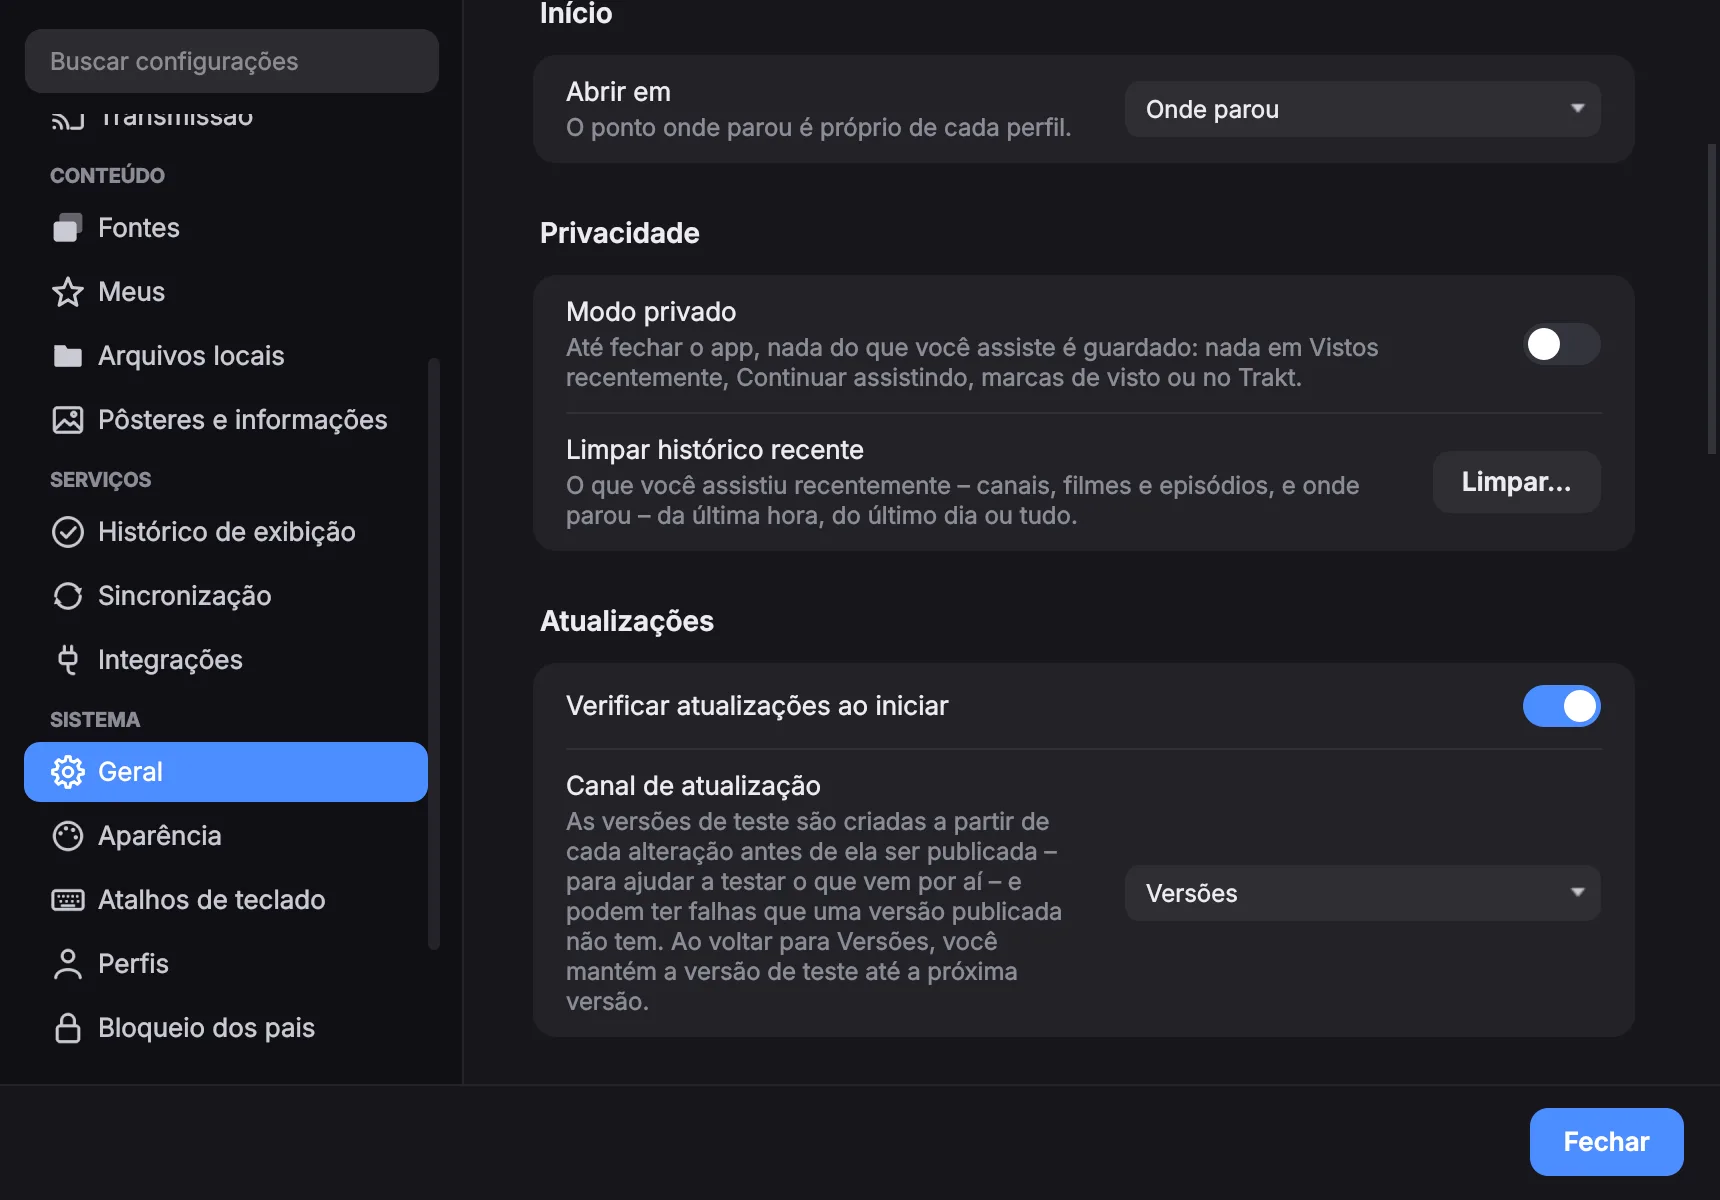 Buscar configurações
Transmissão
CONTEÚDO
Fontes
Meus
Arquivos locais
Pôsteres e informações
SERVIÇOS
Histórico de exibição
Sincronização
Integrações
SISTEMA
Geral
Aparência
Atalhos de teclado
Perfis
Bloqueio dos pais
Início
Abrir em
O ponto onde parou é próprio de cada perfil.
Onde parou
Privacidade
Modo privado
Até fechar o app, nada do que você assiste é guardado: nada em Vistos
recentemente, Continuar assistindo, marcas de visto ou no Trakt.
Limpar histórico recente
O que você assistiu recentemente – canais, filmes e episódios, e onde
parou – da última hora, do último dia ou tudo.
Limpar...
Atualizações
Verificar atualizações ao iniciar
Canal de atualização
As versões de teste são criadas a partir de
cada alteração antes de ela ser publicada –
para ajudar a testar o que vem por aí – e
podem ter falhas que uma versão publicada
não tem. Ao voltar para Versões, você
mantém a versão de teste até a próxima
versão.
Versões
Fechar